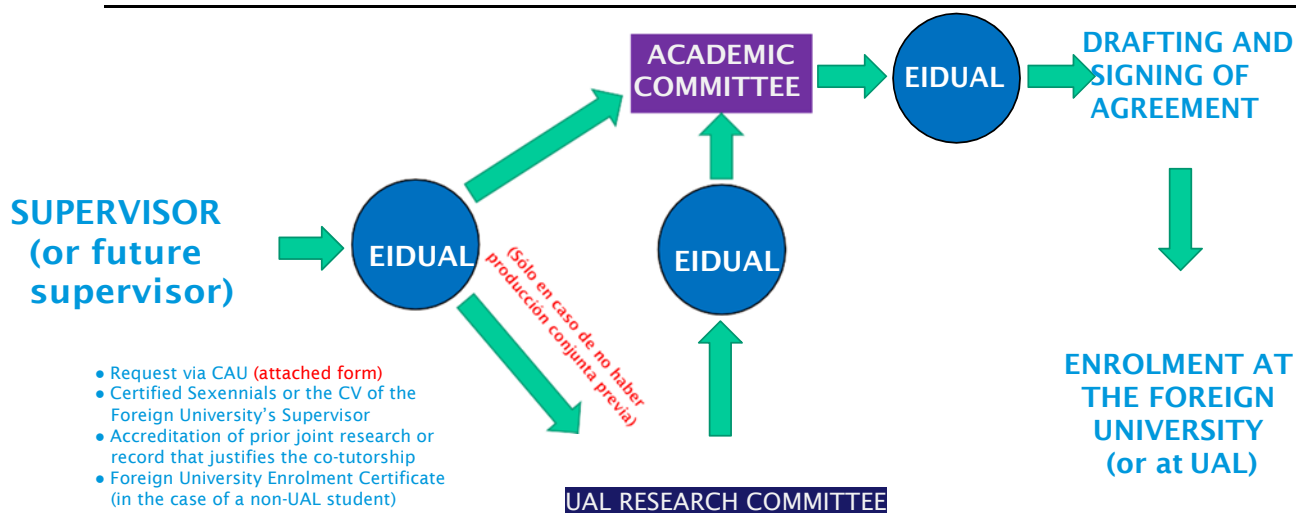 ACADEMIC
COMMITTEE
EIDUAL
DRAFTING AND
SIGNING OF
AGREEMENT
SUPERVISOR
(or future
supervisor)
EIDUAL
(Sólo en caso de no haber
producción conjunta previa)
EIDUAL
● Request via CAU (attached form)
● Certified Sexennials or the CV of the
Foreign University's Supervisor
● Accreditation of prior joint research or
record that justifies the co-tutorship
● Foreign University Enrolment Certificate
(in the case of a non-UAL student)
UAL RESEARCH COMMITTEE
ENROLMENT AT
THE FOREIGN
UNIVERSITY
(or at UAL)